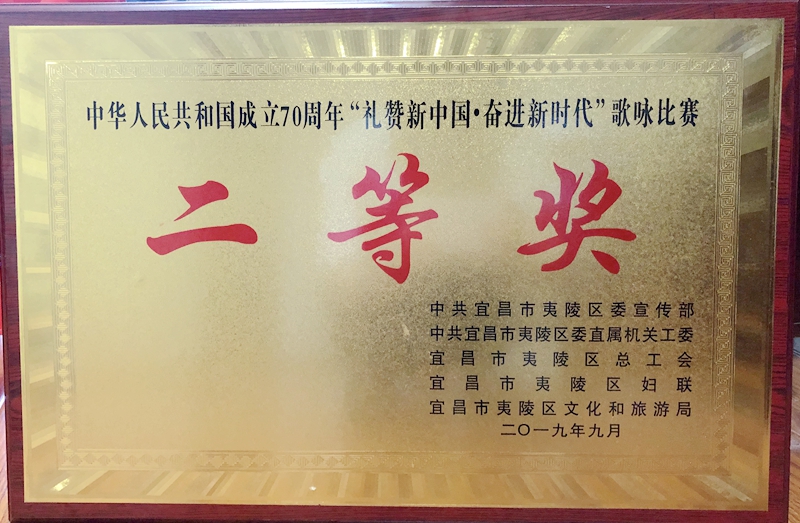 中华人民共和国成立70周年“礼赞新中国·奋进新时代”歌咏比赛
二等奖
中共宜昌市夷陵区委宣传部
中共宜昌市夷陵区委直属机关工委
宜昌市夷陵区总工会
宜昌市夷陵区妇联
宜昌市夷陵区文化和旅游局
二〇一九年九月